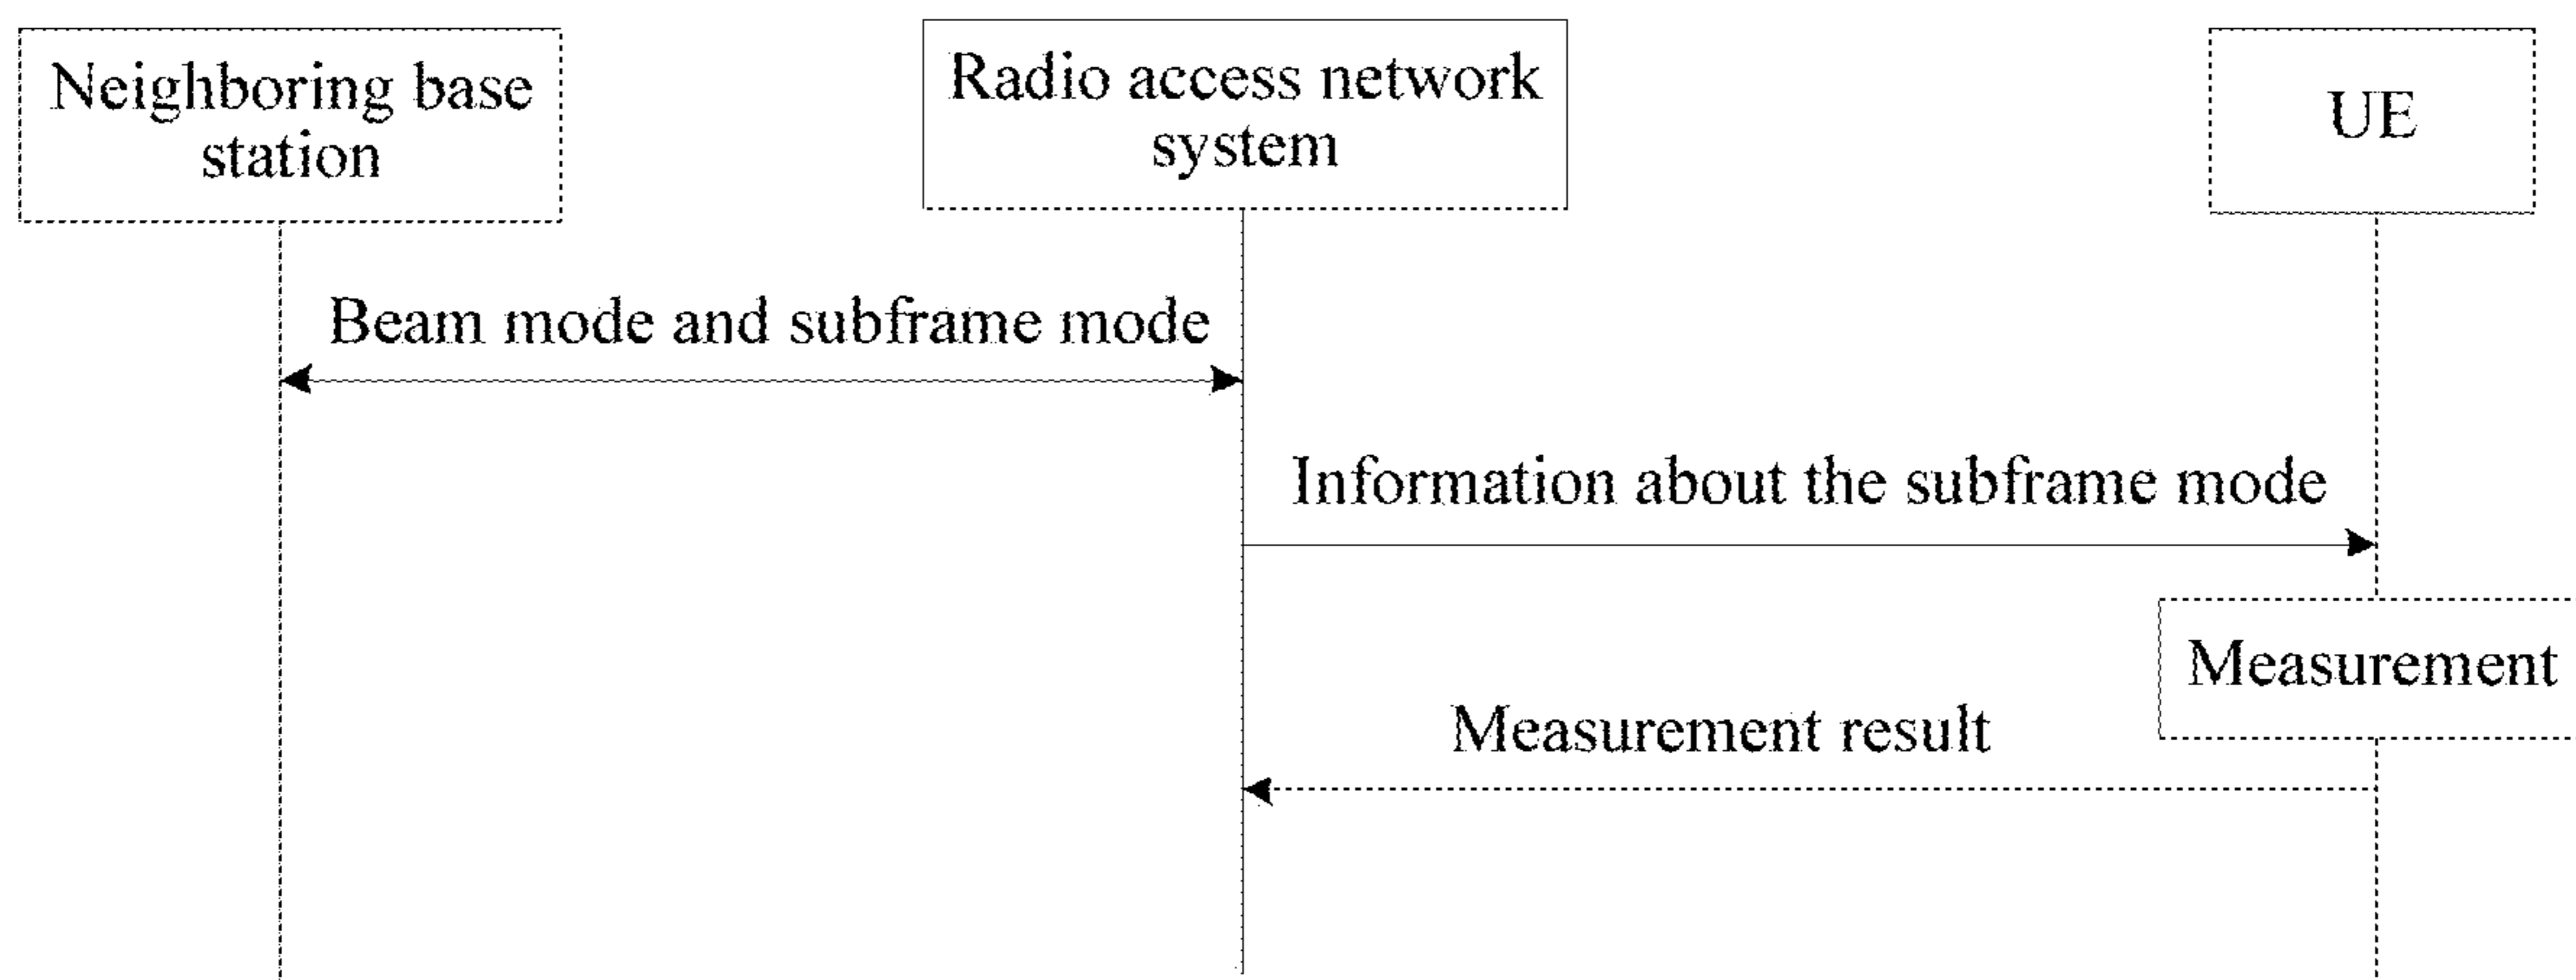 Neighboring base
station
Radio access network
system
UE
Beam mode and subframe mode
Information about the subframe mode
Measurement
Measurement result